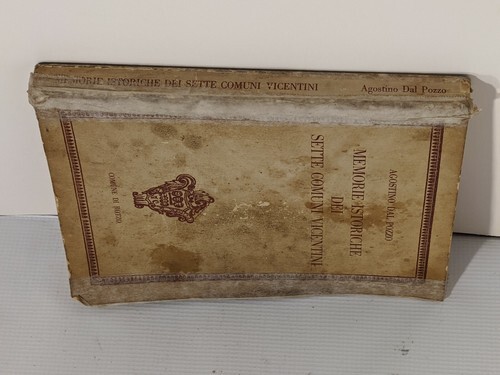 MEMORIE ISTORICHE DEI SETTE COMUNI VICENTINI Agostino Dal Pozzo
AGOSTINO DAL POZZO
MEMORIE ISTORICHE
DEI
SETTE COMUNI VICENTINI
COMUNE DI ROTZO